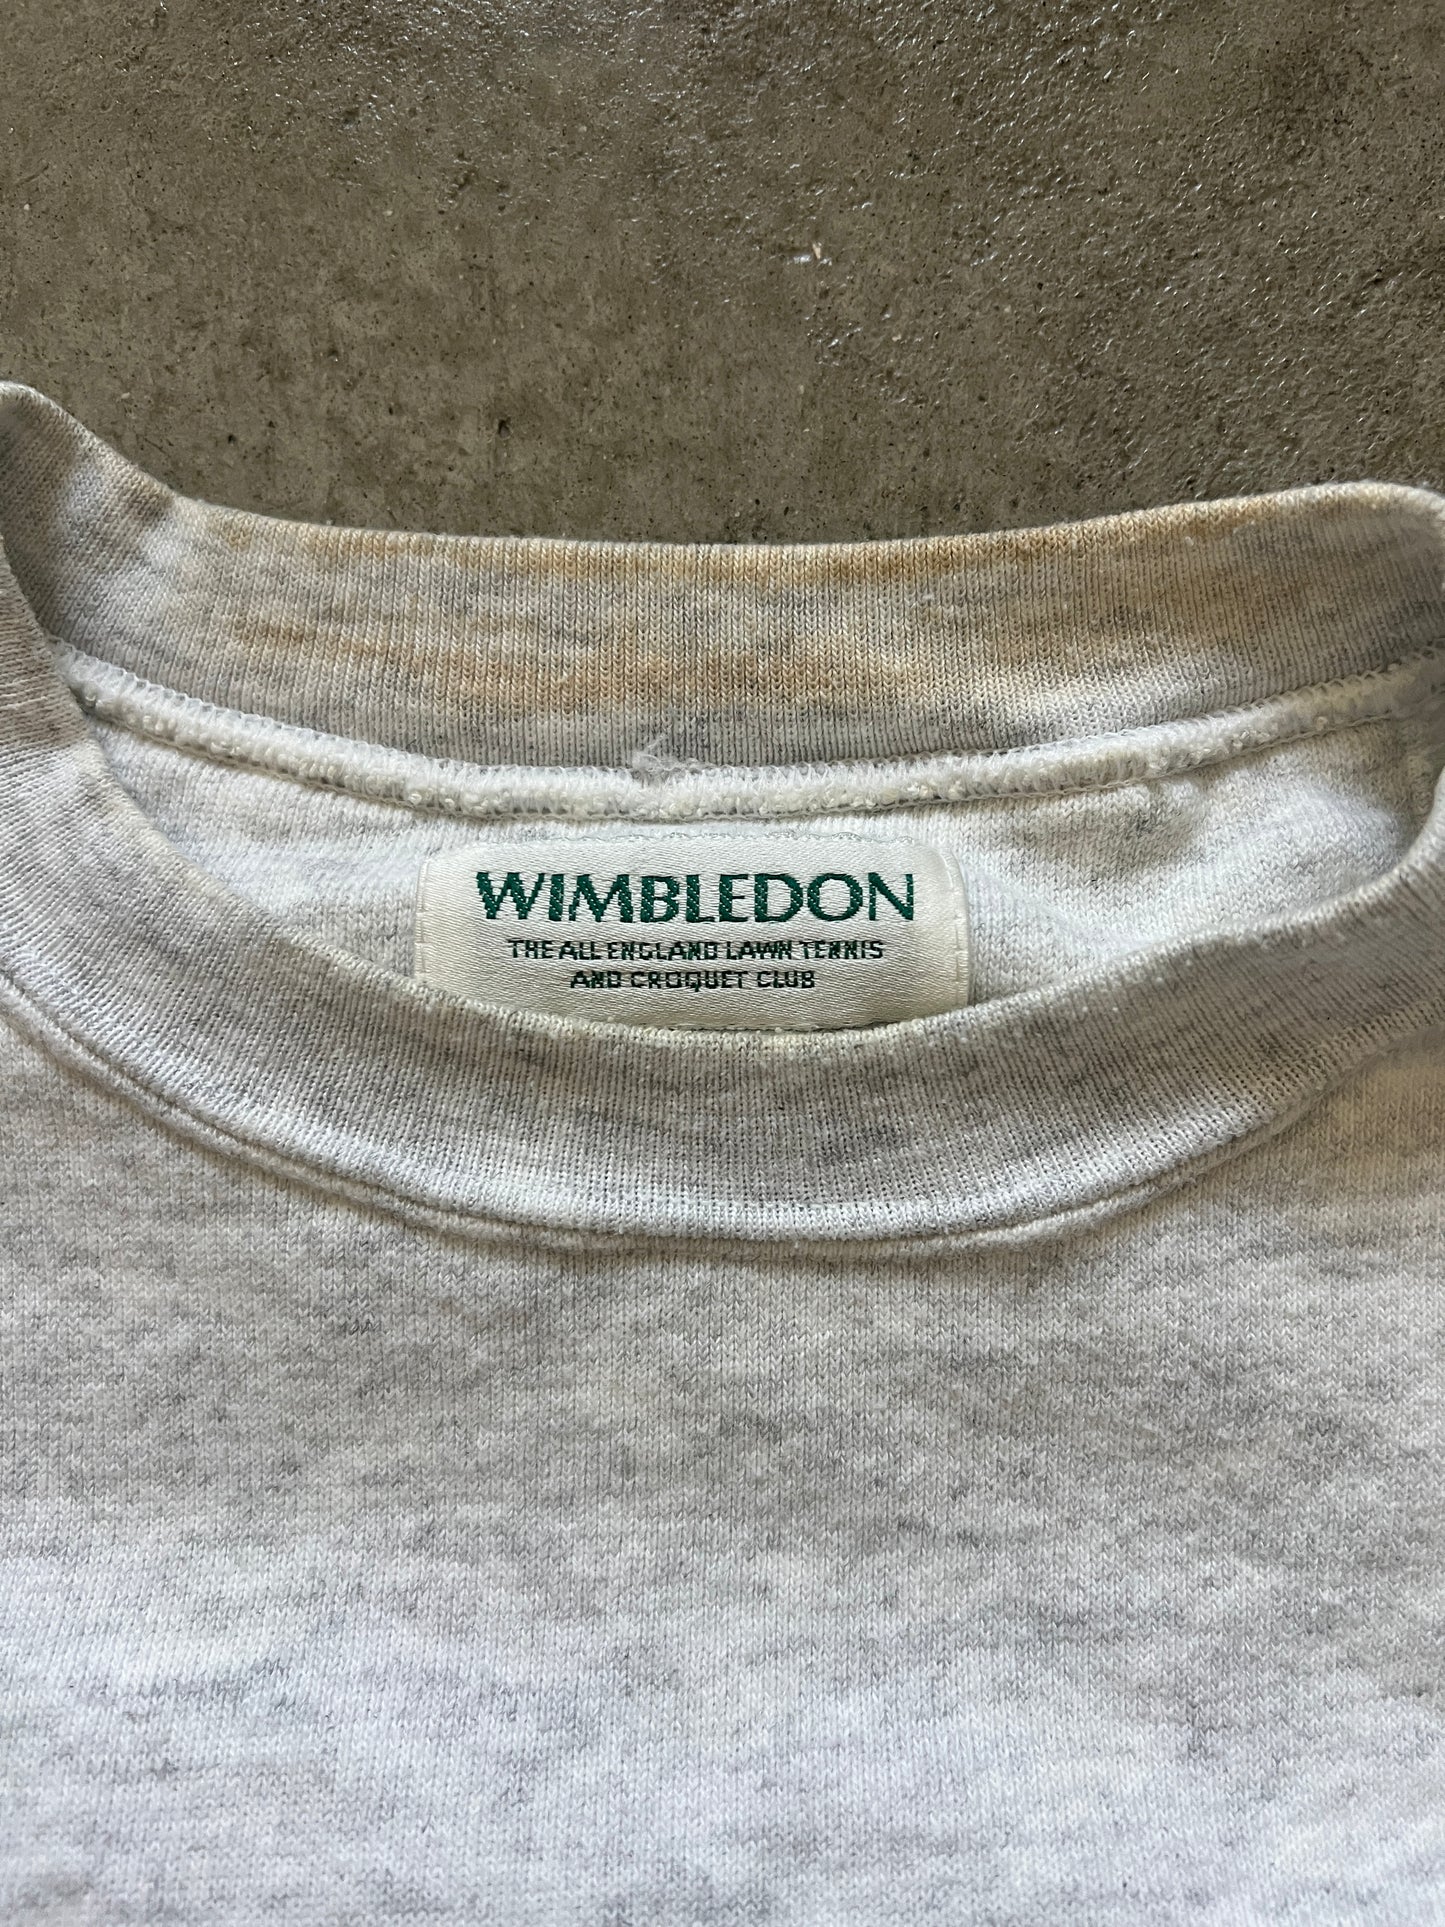 WIMBLEDON
THE ALL ENGLAND LAWN TENNIS
AND CROQUET CLUB